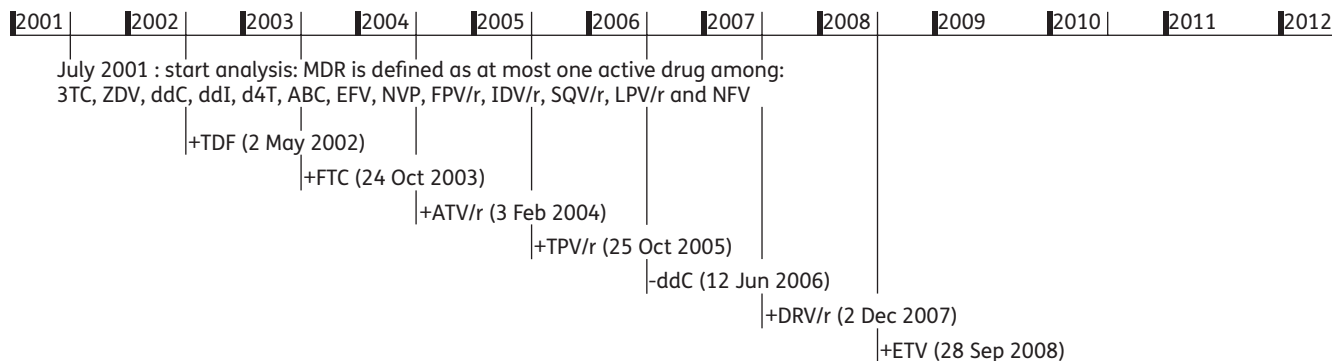 2001 2002 2003 2004 2005 2006 2007 2008 2009 2010 2011 2012
July 2001 : start analysis: MDR is defined as at most one active drug among:
3TC, ZDV, ddC, ddI, d4T, ABC, EFV, NVP, FPV/r, IDV/r, SQV/r, LPV/r and NFV
+TDF (2 May 2002)
+FTC (24 Oct 2003)
+ATV/r (3 Feb 2004)
+TPV/r (25 Oct 2005)
-ddC (12 Jun 2006)
+DRV/r (2 Dec 2007)
+ETV (28 Sep 2008)